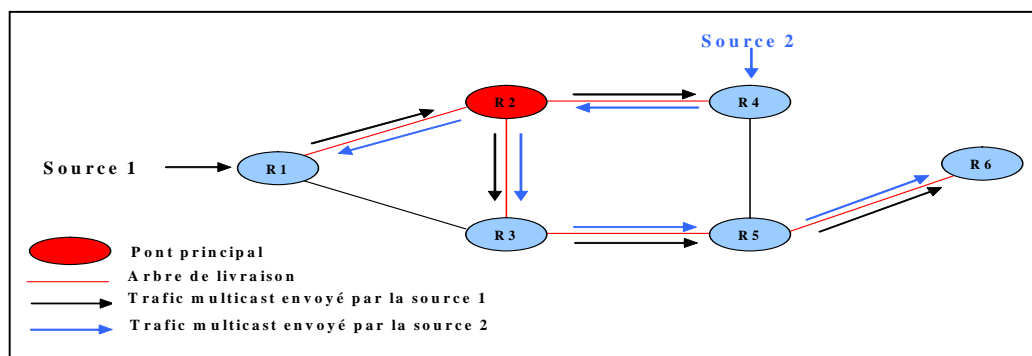 Source 2
R 2
R 4
Source 1
R 1
R 6
R 3
R 5
Pont principal
Arbre de livraison
Trafic multicast envoyé par la source 1
Trafic multicast envoyé par la source 2